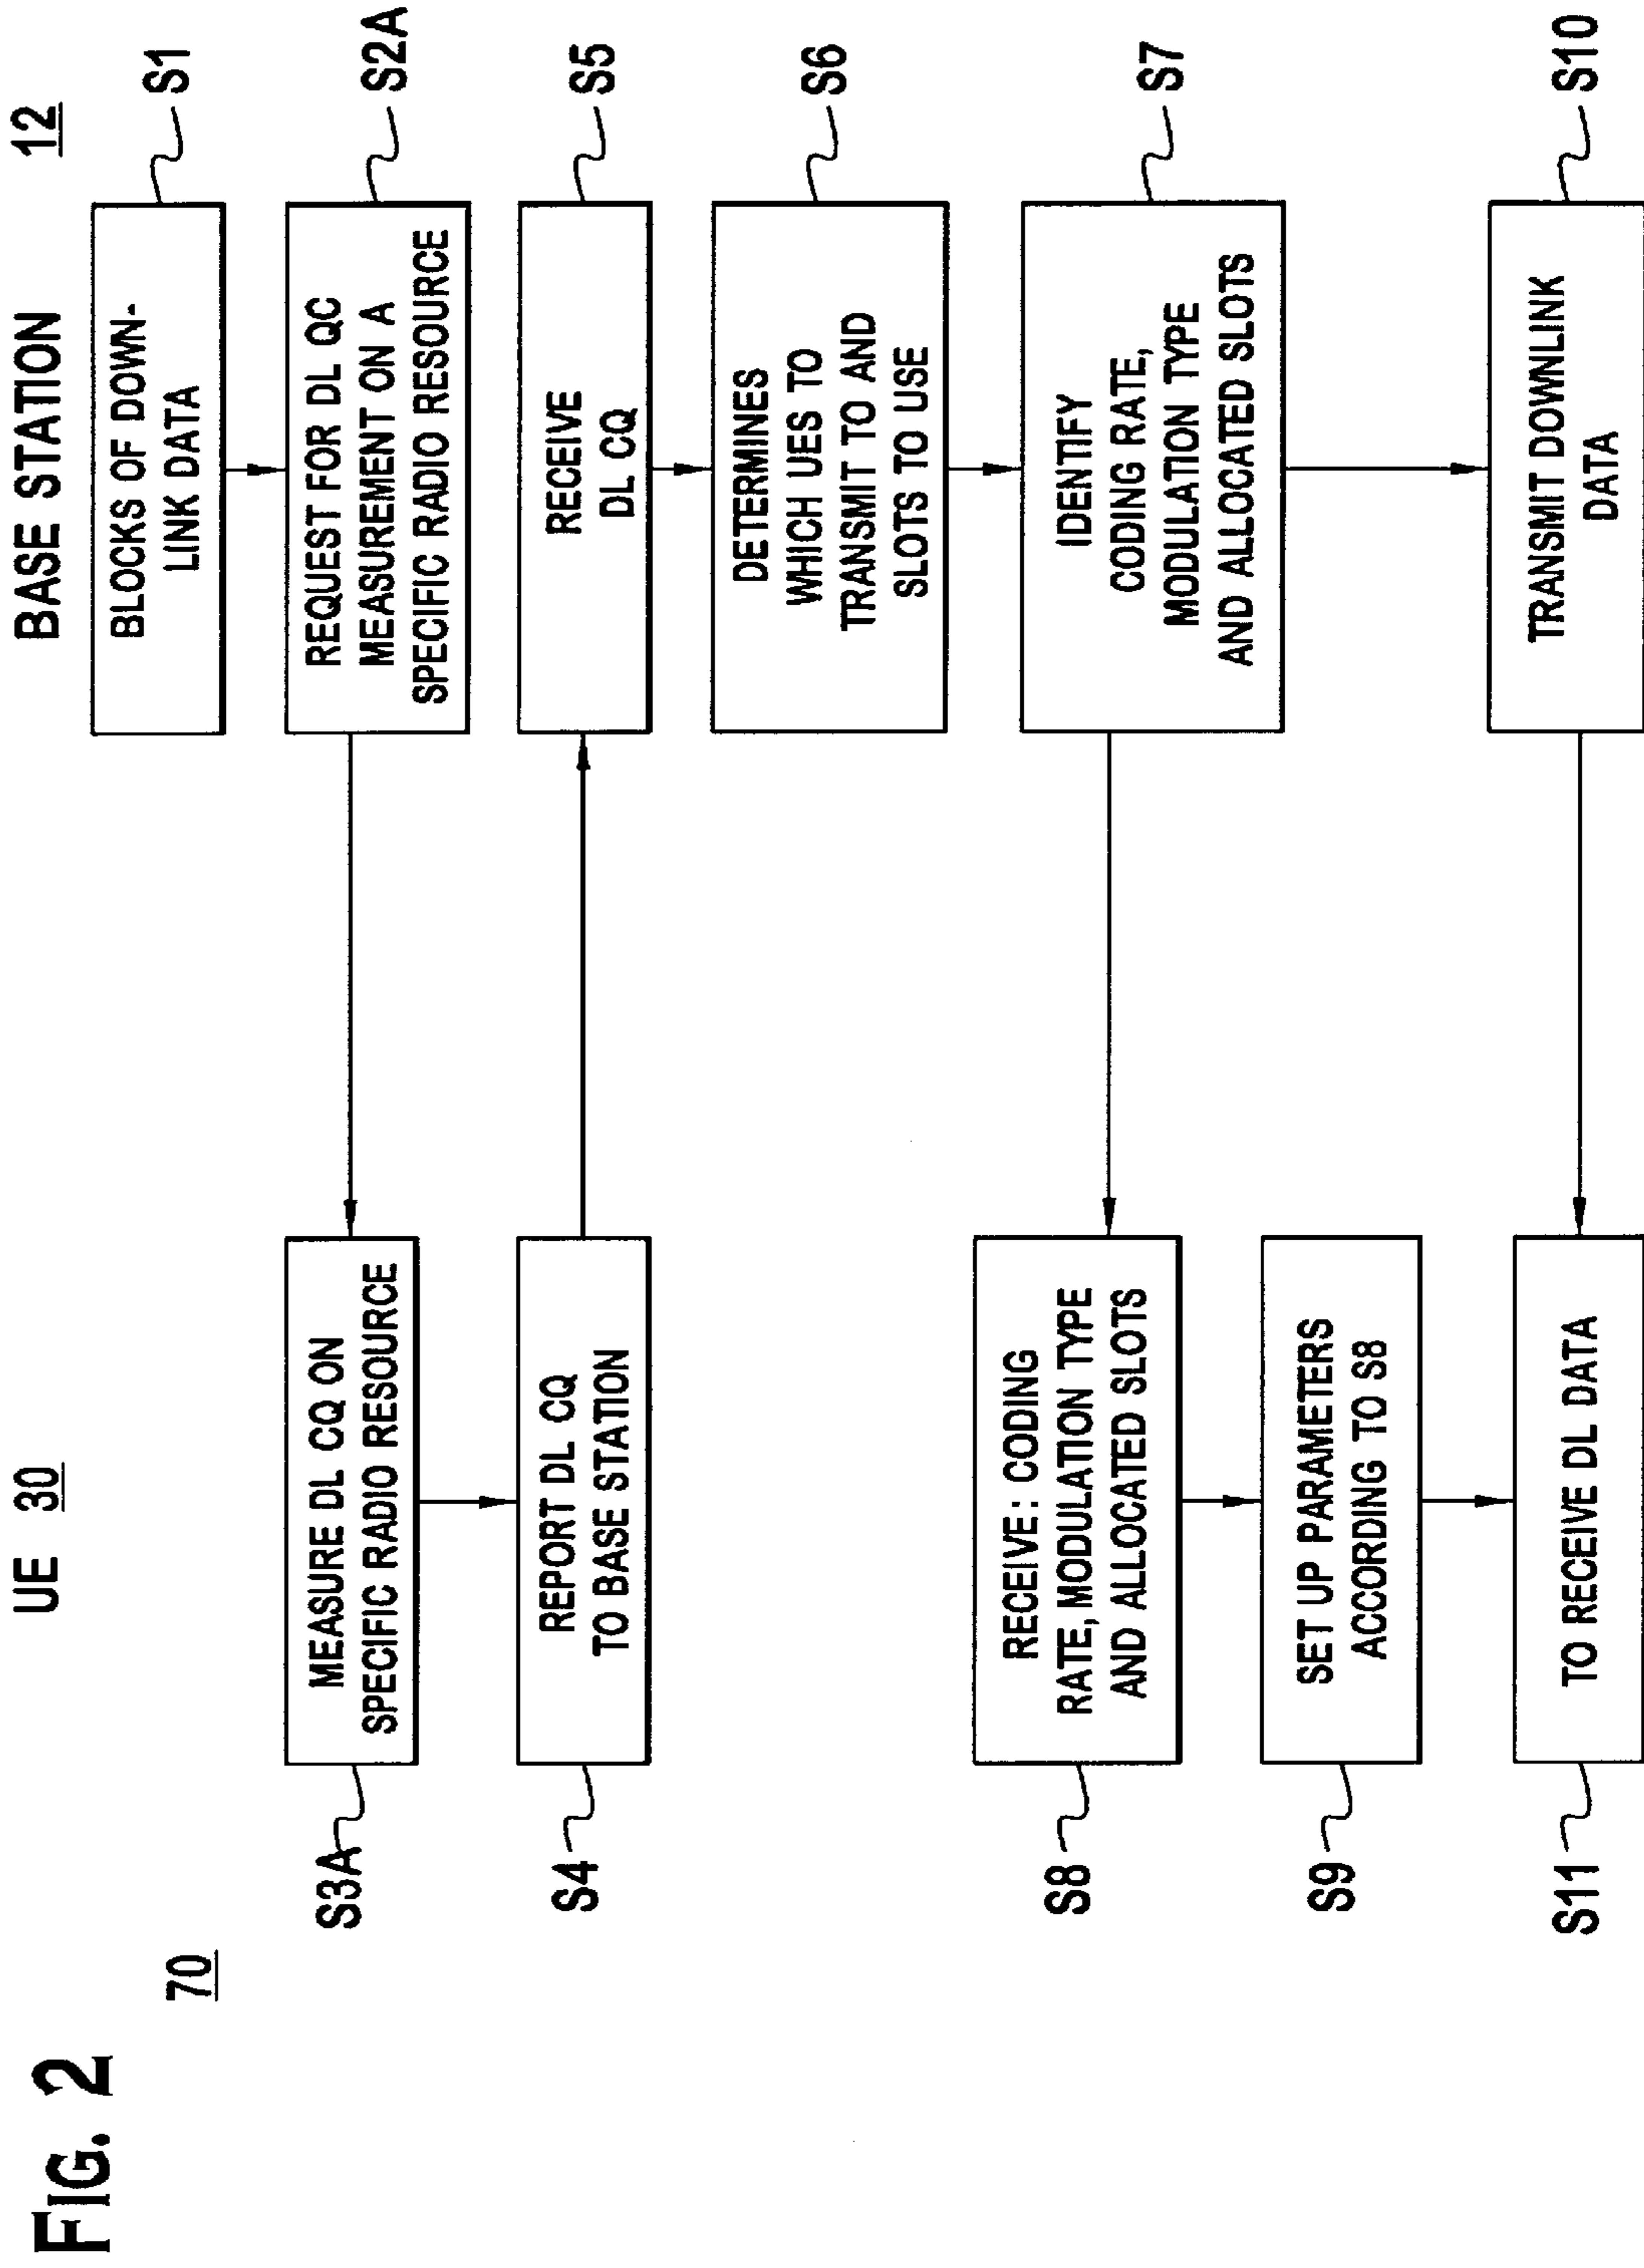 FIG. 2
70
UE 30
BASE STATION 12
BLOCKS OF DOWN-
LINK DATA
S1
REQUEST FOR DL QC
MEASUREMENT ON A
SPECIFIC RADIO RESOURCE
S2A
S3A
MEASURE DL CQ ON
SPECIFIC RADIO RESOURCE
S4
REPORT DL CQ
TO BASE STATION
RECEIVE
DL CQ
S5
DETERMINES
WHICH UES TO
TRANSMIT TO AND
SLOTS TO USE
S6
IDENTIFY
CODING RATE,
MODULATION TYPE
AND ALLOCATED SLOTS
S7
S8
RECEIVE: CODING
RATE, MODULATION TYPE
AND ALLOCATED SLOTS
S9
SET UP PARAMETERS
ACCORDING TO S8
TRANSMIT DOWNLINK
DATA
S10
S11
TO RECEIVE DL DATA